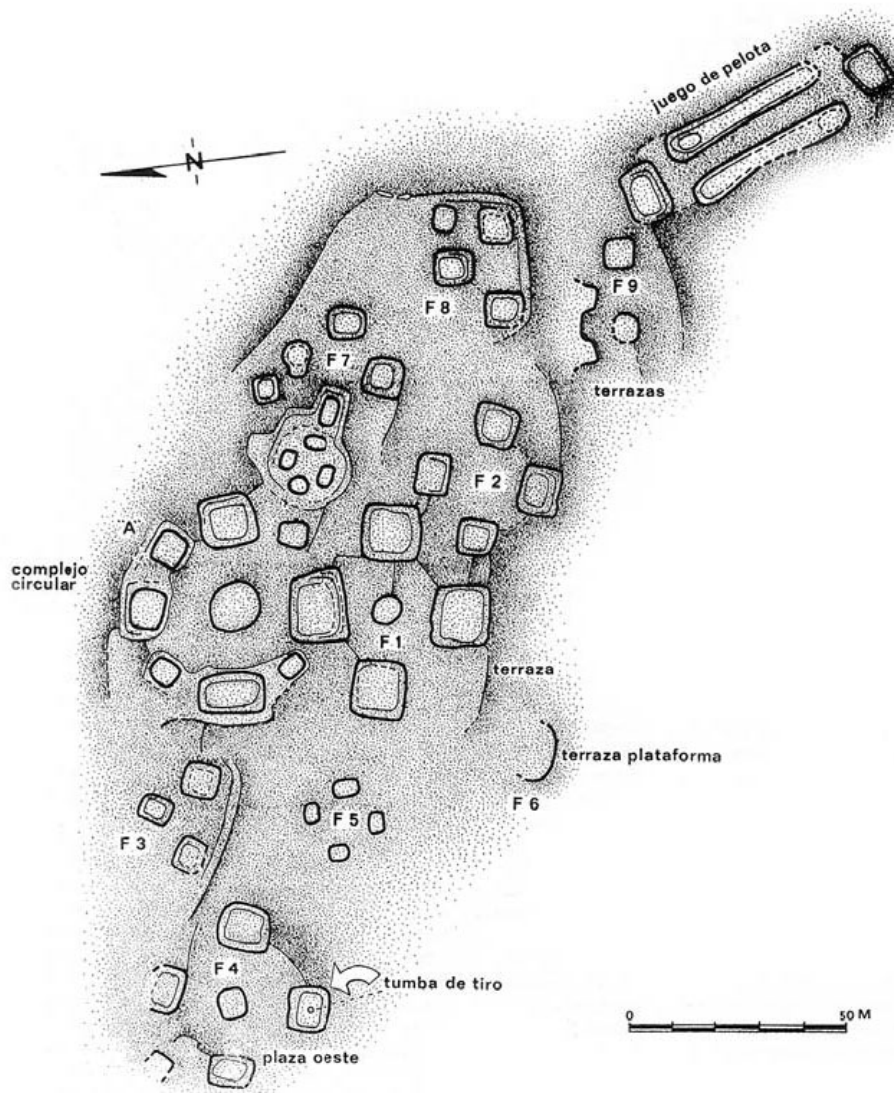 juego de pelota
N
F 8
F 9
F 7
terrazas
F 2
A
complejo
circular
F 1
terraza
terraza plataforma
F 6
F 5
F 3
F 4
tumba de tiro
0 50 M
plaza oeste